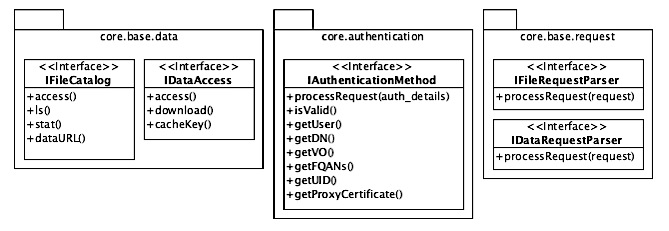 core.base.data
<<Interface>>
IFileCatalog
+access()
+ls()
+stat()
+dataURL()
<<Interface>>
IDataAccess
+access()
+download()
+cacheKey()
core.authentication
<<Interface>>
IAuthenticationMethod
+processRequest(auth_details)
+isValid()
+getUser()
+getDN()
+getVO()
+getFQANs()
+getUID()
+getProxyCertificate()
core.base.request
<<Interface>>
IFileRequestParser
+processRequest(request)
<<Interface>>
IDataRequestParser
+processRequest(request)